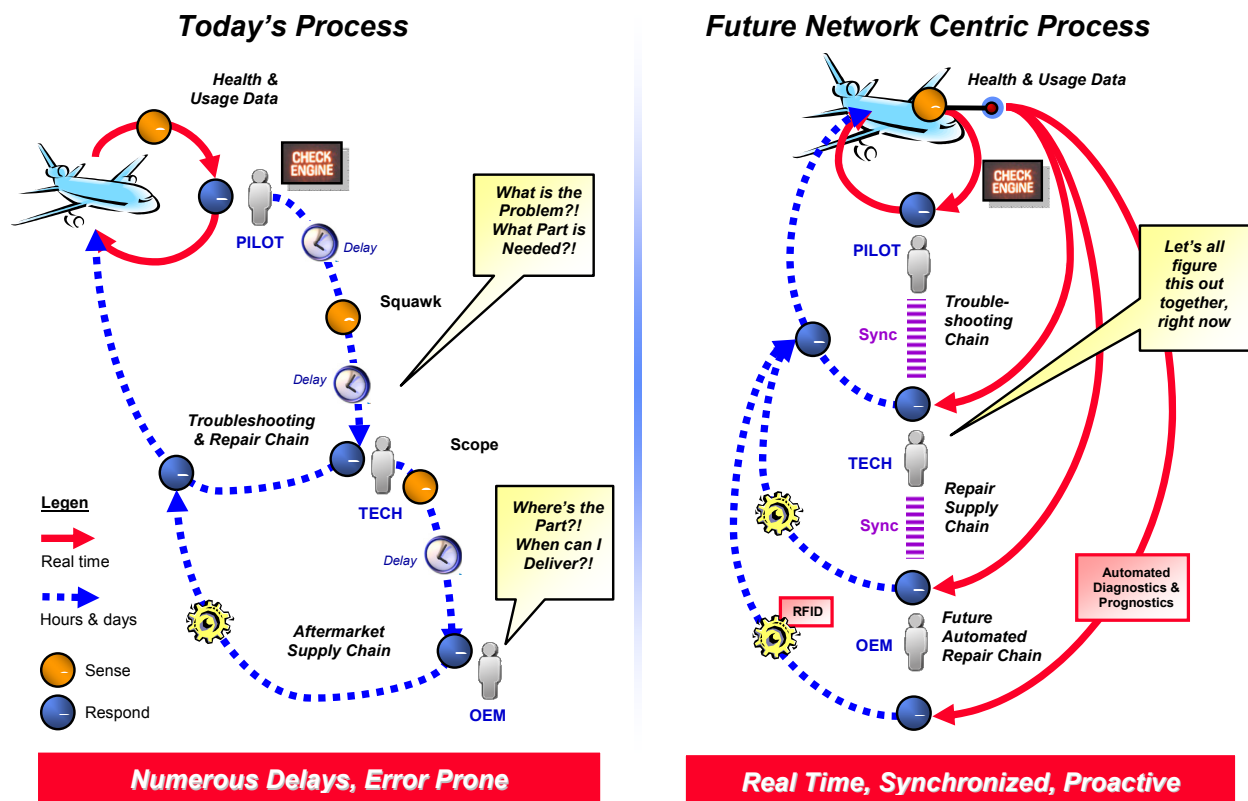 Today's Process
Health &
Usage Data
CHECK
ENGINE
PILOT
Delay
What is the
Problem?!
What Part is
Needed?!
Squawk
Delay
Troubleshooting
& Repair Chain
Scope
TECH
Where's the
Part?!
When can I
Deliver?!
Delay
Aftermarket
Supply Chain
OEM
Legen
Real time
Hours & days
Sense
Respond
Numerous Delays, Error Prone
Future Network Centric Process
Health & Usage Data
CHECK
ENGINE
PILOT
Let's all
figure
this out
together,
right now
Trouble-
shooting
Chain
Sync
TECH
Repair
Supply
Chain
Sync
Automated
Diagnostics &
Prognostics
RFID
OEM
Future
Automated
Repair Chain
Real Time, Synchronized, Proactive